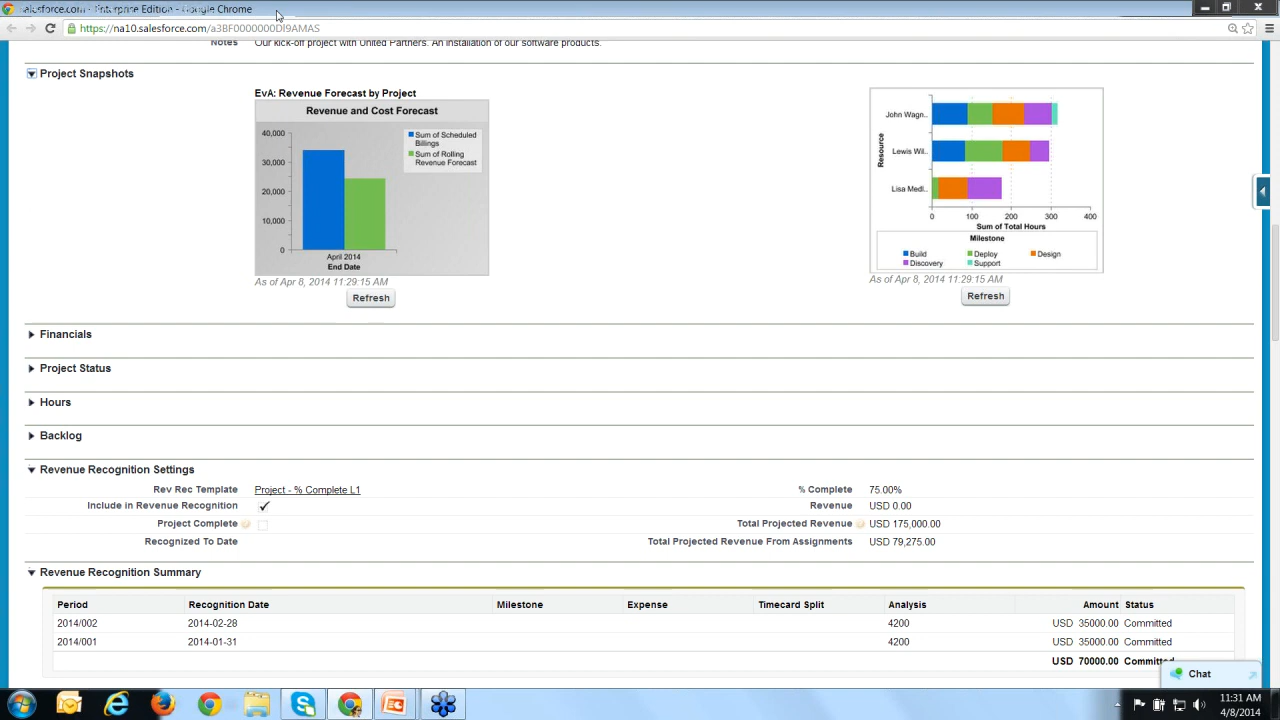 alesforce.com - Enterprise Edition - Google Chrome
https://na10.salesforce.com/a3BF0000000DI9AMAS
Notes Our kick-off project with United Partners. An installation of our software products.
Project Snapshots
EvA: Revenue Forecast by Project
Revenue and Cost Forecast
40,000
30,000
20,000
10,000
0
Sum of Scheduled
Billings
Sum of Rolling
Revenue Forecast
April 2014
End Date
As of Apr 8, 2014 11:29:15 AM
Refresh
Resource
John Wagn..
Lewis Wil..
Lisa Medl..
0 100 200 300 400
Sum of Total Hours
Milestone
Build Deploy Design
Discovery Support
As of Apr 8, 2014 11:29:15 AM
Refresh
Financials
Project Status
Hours
Backlog
Revenue Recognition Settings
Rev Rec Template Project - % Complete L1 % Complete 75.00%
Include in Revenue Recognition Revenue USD 0.00
Project Complete Total Projected Revenue USD 175,000.00
Recognized To Date Total Projected Revenue From Assignments USD 79,275.00
Revenue Recognition Summary
Period Recognition Date Milestone Expense Timecard Split Analysis Amount Status
2014/002 2014-02-28 4200 USD 35000.00 Committed
2014/001 2014-01-31 4200 USD 35000.00 Committed
USD 70000.00 Committed
Chat
11:31 AM
4/8/2014